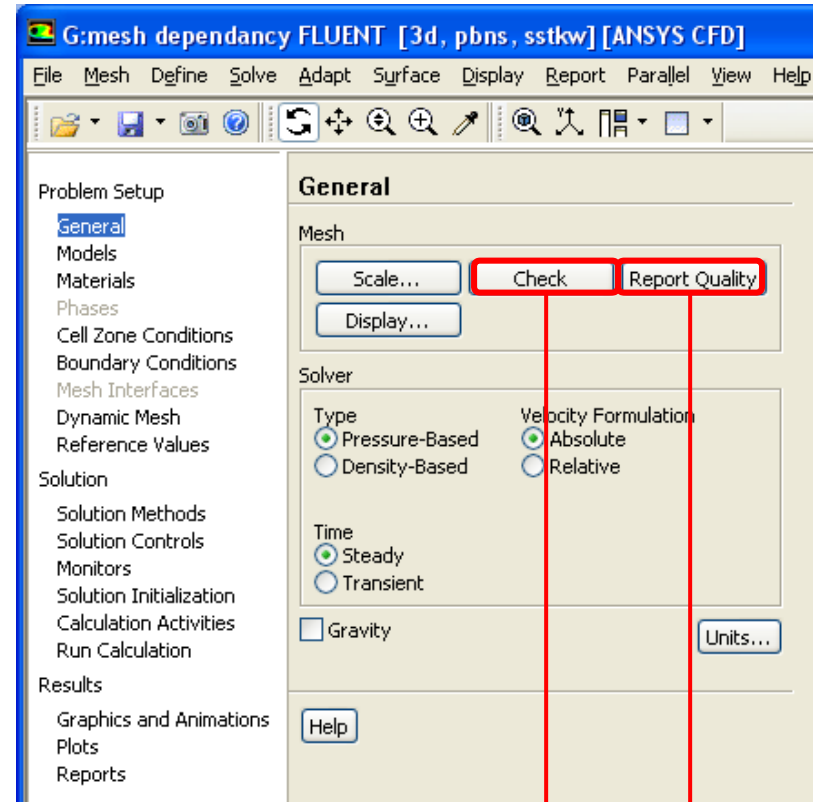 G:mesh dependancy FLUENT [3d, pbns, sstkw] [ANSYS CFD]
File Mesh Define Solve Adapt Surface Display Report Parallel View Help
Problem Setup
General
Models
Materials
Phases
Cell Zone Conditions
Boundary Conditions
Mesh Interfaces
Dynamic Mesh
Reference Values
Solution
Solution Methods
Solution Controls
Monitors
Solution Initialization
Calculation Activities
Run Calculation
Results
Graphics and Animations
Plots
Reports
General
Mesh
Scale... Check Report Quality
Display...
Solver
Type Velocity Formulation
Pressure-Based Absolute
Density-Based Relative
Time
Steady
Transient
Gravity Units...
Help